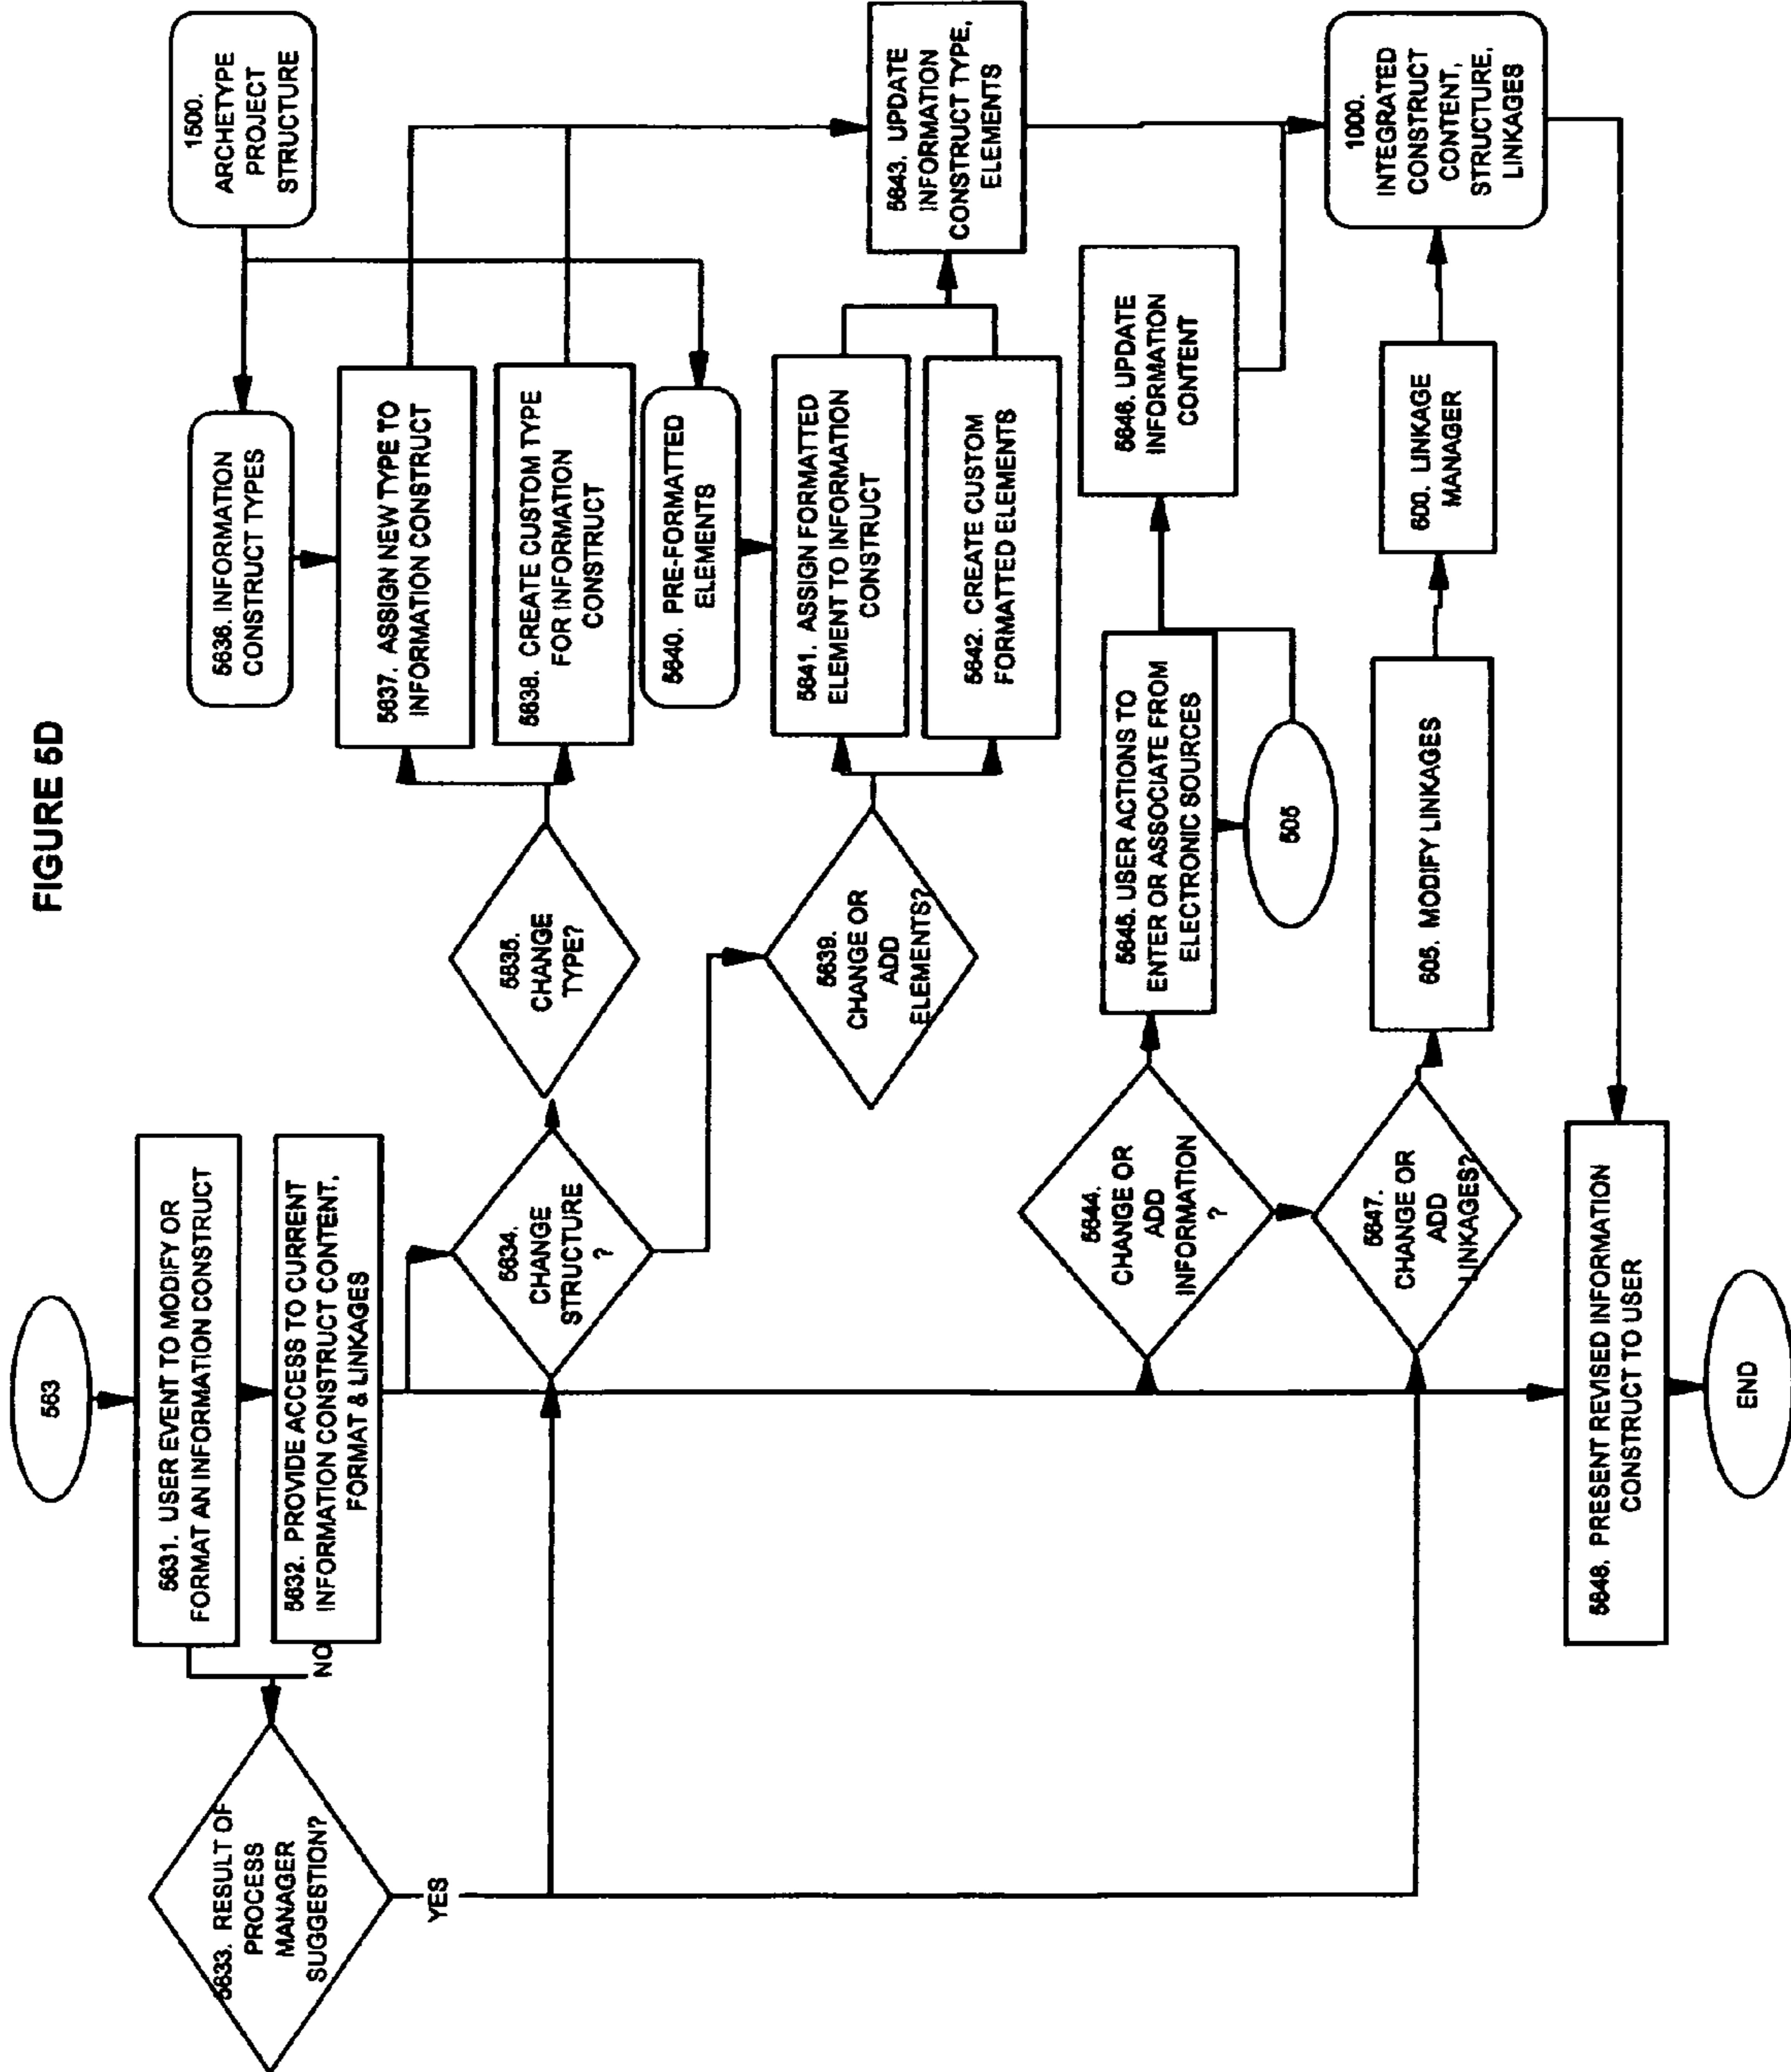 FIGURE 5D
563
5631. USER EVENT TO MODIFY OR
FORMAT AN INFORMATION CONSTRUCT
5632. PROVIDE ACCESS TO CURRENT
INFORMATION CONSTRUCT CONTENT,
FORMAT & LINKAGES
NO
5633. RESULT OF
PROCESS
MANAGER
SUGGESTION?
YES
5634.
CHANGE
STRUCTURE
?
5635.
CHANGE
TYPE?
1500.
ARCHETYPE
PROJECT
STRUCTURE
5636. INFORMATION
CONSTRUCT TYPES
5637. ASSIGN NEW TYPE TO
INFORMATION CONSTRUCT
5638. CREATE CUSTOM TYPE
FOR INFORMATION
CONSTRUCT
5639.
CHANGE OR
ADD
ELEMENTS?
5640. PRE-FORMATTED
ELEMENTS
5641. ASSIGN FORMATTED
ELEMENT TO INFORMATION
CONSTRUCT
5642. CREATE CUSTOM
FORMATTED ELEMENTS
5643. UPDATE
INFORMATION
CONSTRUCT TYPE,
ELEMENTS
5644.
CHANGE OR
ADD
INFORMATION
?
5645. USER ACTIONS TO
ENTER OR ASSOCIATE FROM
ELECTRONIC SOURCES
505
5646. UPDATE
INFORMATION
CONTENT
5647.
CHANGE OR
ADD
LINKAGES?
605. MODIFY LINKAGES
600. LINKAGE
MANAGER
1000.
INTEGRATED
CONSTRUCT
CONTENT,
STRUCTURE,
LINKAGES
5648. PRESENT REVISED INFORMATION
CONSTRUCT TO USER
END